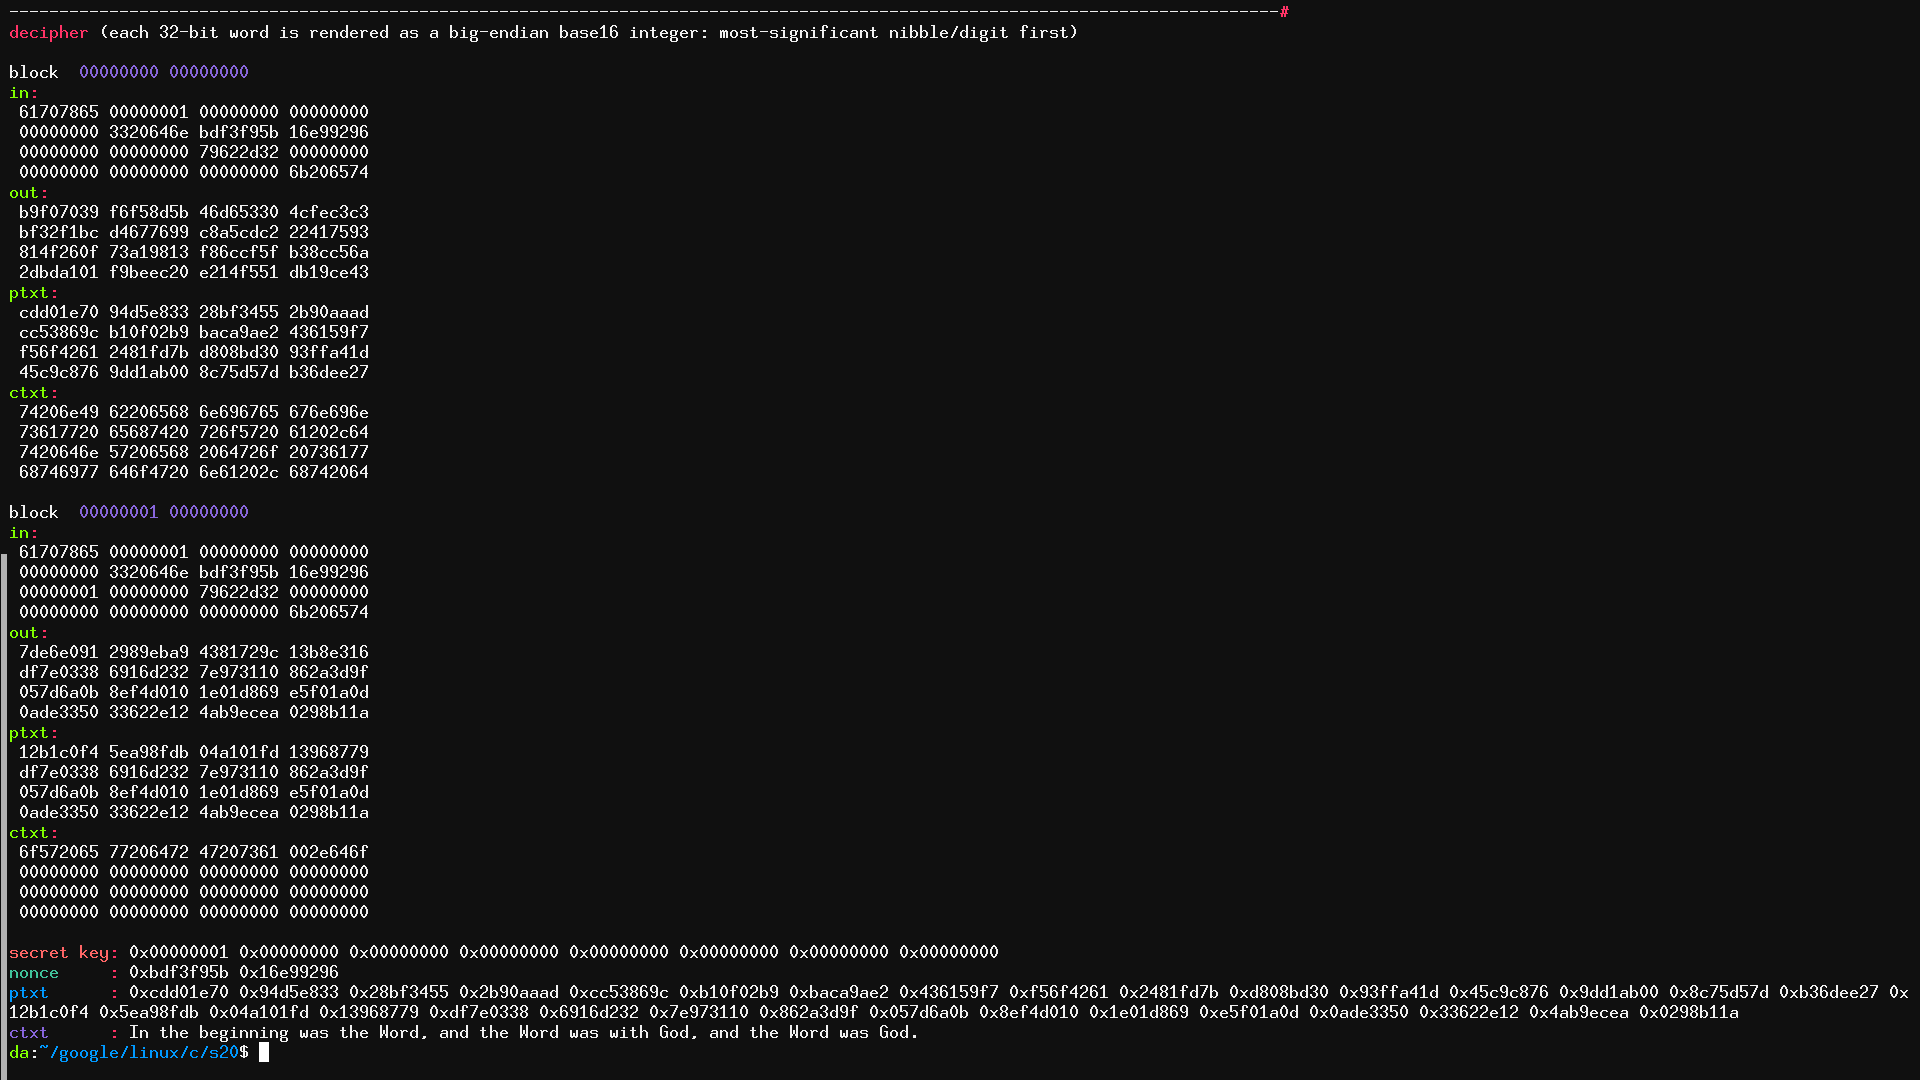 -------------------------------------------------------------------------------------------------------------------------------#
decipher (each 32-bit word is rendered as a big-endian base16 integer: most-significant nibble/digit first)
block  00000000 00000000
in:
61707865 00000001 00000000 00000000
00000000 3320646e bdf3f95b 16e99296
00000000 00000000 79622d32 00000000
00000000 00000000 00000000 6b206574
out:
b9f07039 f6f58d5b 46d65330 4cfec3c3
bf32f1bc d4677699 c8a5cdc2 22417593
814f260f 73a19813 f86ccf5f b38cc56a
2dbda101 f9beec20 e214f551 db19ce43
ptxt:
cdd01e70 94d5e833 28bf3455 2b90aaad
cc53869c b10f02b9 baca9ae2 436159f7
f56f4261 2481fd7b d808bd30 93ffa41d
45c9c876 9dd1ab00 8c75d57d b36dee27
ctxt:
74206e49 62206568 6e696765 676e696e
73617720 65687420 726f5720 61202c64
7420646e 57206568 2064726f 20736177
68746977 646f4720 6e61202c 68742064
block  00000001 00000000
in:
61707865 00000001 00000000 00000000
00000000 3320646e bdf3f95b 16e99296
00000001 00000000 79622d32 00000000
00000000 00000000 00000000 6b206574
out:
7de6e091 2989eba9 4381729c 13b8e316
df7e0338 6916d232 7e973110 862a3d9f
057d6a0b 8ef4d010 1e01d869 e5f01a0d
0ade3350 33622e12 4ab9ecea 0298b11a
ptxt:
12b1c0f4 5ea98fdb 04a101fd 13968779
df7e0338 6916d232 7e973110 862a3d9f
057d6a0b 8ef4d010 1e01d869 e5f01a0d
0ade3350 33622e12 4ab9ecea 0298b11a
ctxt:
6f572065 77206472 47207361 002e646f
00000000 00000000 00000000 00000000
00000000 00000000 00000000 00000000
00000000 00000000 00000000 00000000
secret key: 0x00000001 0x00000000 0x00000000 0x00000000 0x00000000 0x00000000 0x00000000 0x00000000
nonce     : 0xbdf3f95b 0x16e99296
ptxt      : 0xcdd01e70 0x94d5e833 0x28bf3455 0x2b90aaad 0xcc53869c 0xb10f02b9 0xbaca9ae2 0x436159f7 0xf56f4261 0x2481fd7b 0xd808bd30 0x93ffa41d 0x45c9c876 0x9dd1ab00 0x8c75d57d 0xb36dee27 0x
12b1c0f4 0x5ea98fdb 0x04a101fd 0x13968779 0xdf7e0338 0x6916d232 0x7e973110 0x862a3d9f 0x057d6a0b 0x8ef4d010 0x1e01d869 0xe5f01a0d 0x0ade3350 0x33622e12 0x4ab9ecea 0x0298b11a
ctxt      : In the beginning was the Word, and the Word was with God, and the Word was God.
da:~/google/linux/c/s20$